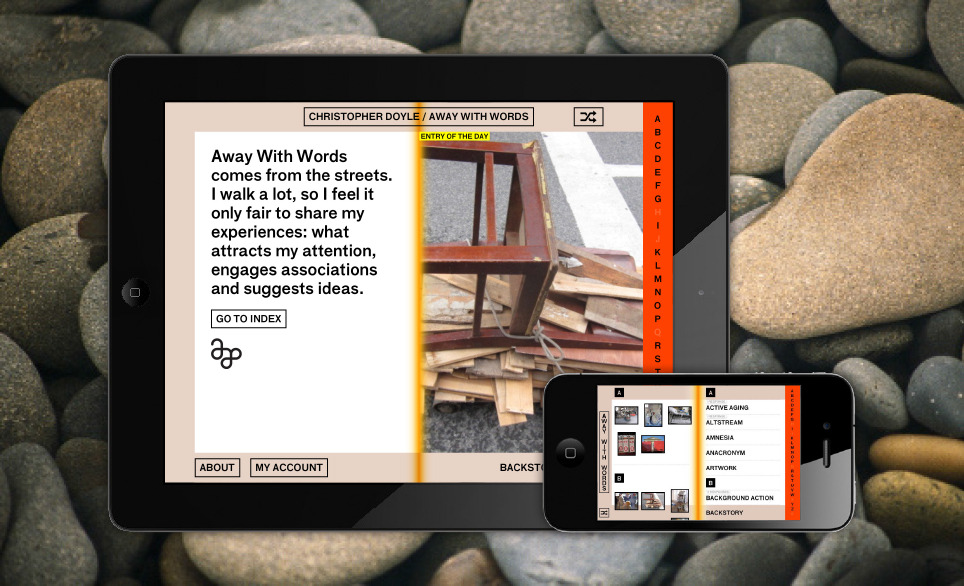 CHRISTOPHER DOYLE / AWAY WITH WORDS
ENTRY OF THE DAY
Away With Words
comes from the streets.
I walk a lot, so I feel it
only fair to share my
experiences: what
attracts my attention,
engages associations
and suggests ideas.
GO TO INDEX
ABOUT
MY ACCOUNT
BACKSTO
A
B
C
D
E
F
G
H
I
J
K
L
M
N
O
P
Q
R
S
T
AWAY WITH WORDS
A
B
A
ACTIVE AGING
ALTSTREAM
AMNESIA
ANACRONYM
ARTWORK
B
BACKGROUND ACTION
BACKSTORY